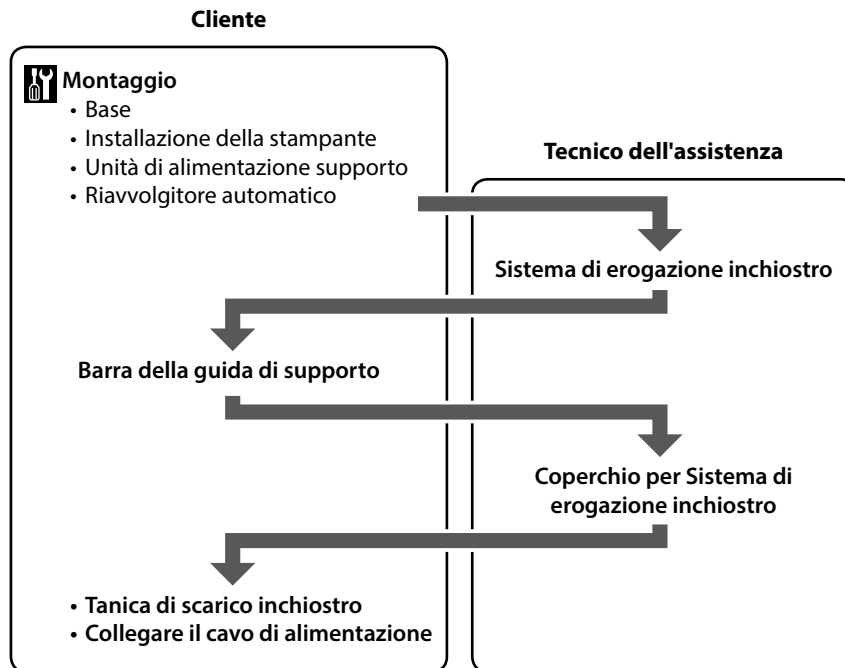 Cliente
Montaggio
• Base
• Installazione della stampante
• Unità di alimentazione supporto
• Riavvolgitore automatico
Tecnico dell'assistenza
Sistema di erogazione inchiostro
Barra della guida di supporto
Coperchio per Sistema di
erogazione inchiostro
• Tanica di scarico inchiostro
• Collegare il cavo di alimentazione